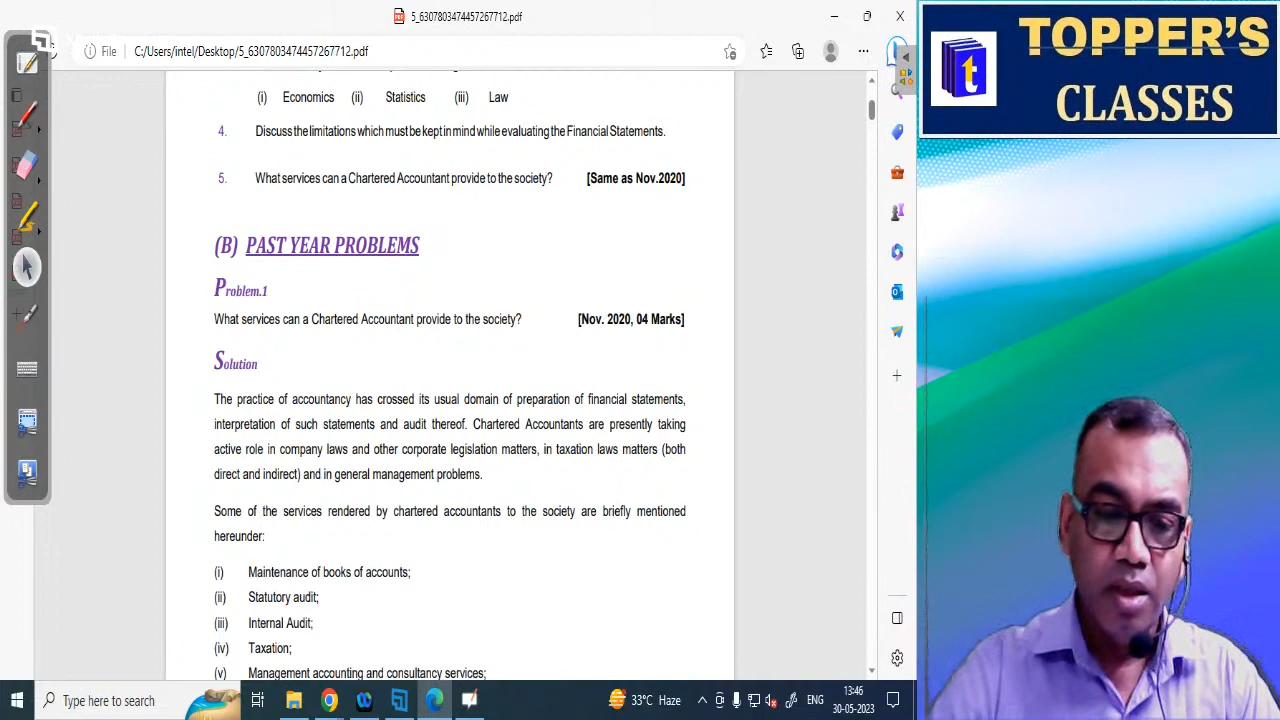 5_6307803474457267712.pdf
File
C:/Users/intel/Desktop/5_6307803474457267712.pdf
(i) Economics (ii) Statistics (iii) Law
4. Discuss the limitations which must be kept in mind while evaluating the Financial Statements.
5. What services can a Chartered Accountant provide to the society? [Same as Nov.2020]
(B) PAST YEAR PROBLEMS
Problem.1
What services can a Chartered Accountant provide to the society? [Nov. 2020, 04 Marks]
Solution
The practice of accountancy has crossed its usual domain of preparation of financial statements,
interpretation of such statements and audit thereof. Chartered Accountants are presently taking
active role in company laws and other corporate legislation matters, in taxation laws matters (both
direct and indirect) and in general management problems.
Some of the services rendered by chartered accountants to the society are briefly mentioned
hereunder:
(i) Maintenance of books of accounts;
(ii) Statutory audit;
(iii) Internal Audit;
(iv) Taxation;
(v) Management accounting and consultancy services;
TOPPER'S
CLASSES
t
Type here to search
33°C Haze
ENG
13:46
30-05-2023